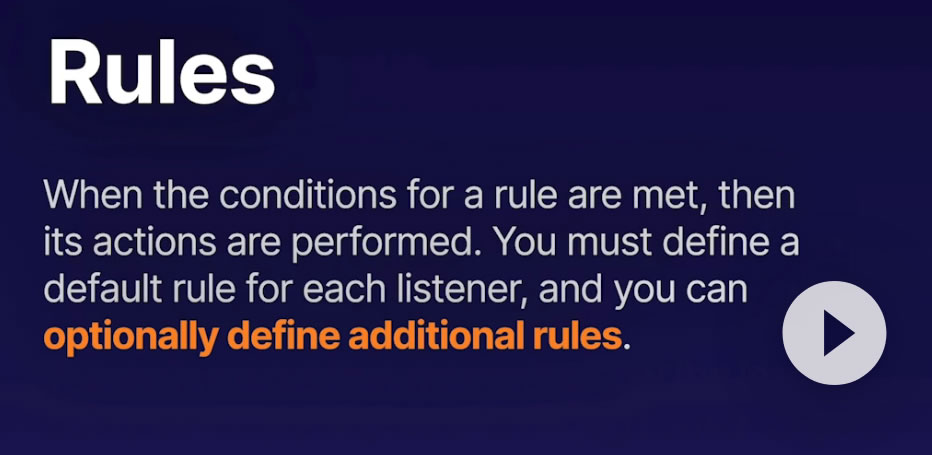 Rules
When the conditions for a rule are met, then
its actions are performed. You must define a
default rule for each listener, and you can
optionally define additional rules.